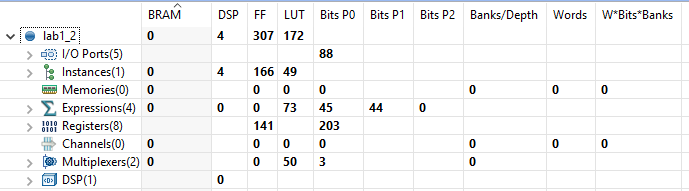 BRAM DSP FF LUT Bits P0 Bits P1 Bits P2 Banks/Depth Words W*Bits*Banks
lab1_2 0 4 307 172
I/O Ports(5) 88
Instances(1) 0 4 166 49
Memories(0) 0 0 0 0 0 0 0
Expressions(4) 0 0 0 73 45 44 0
Registers(8) 141 203
Channels(0) 0 0 0 0 0 0 0
Multiplexers(2) 0 0 50 3 0
DSP(1) 0